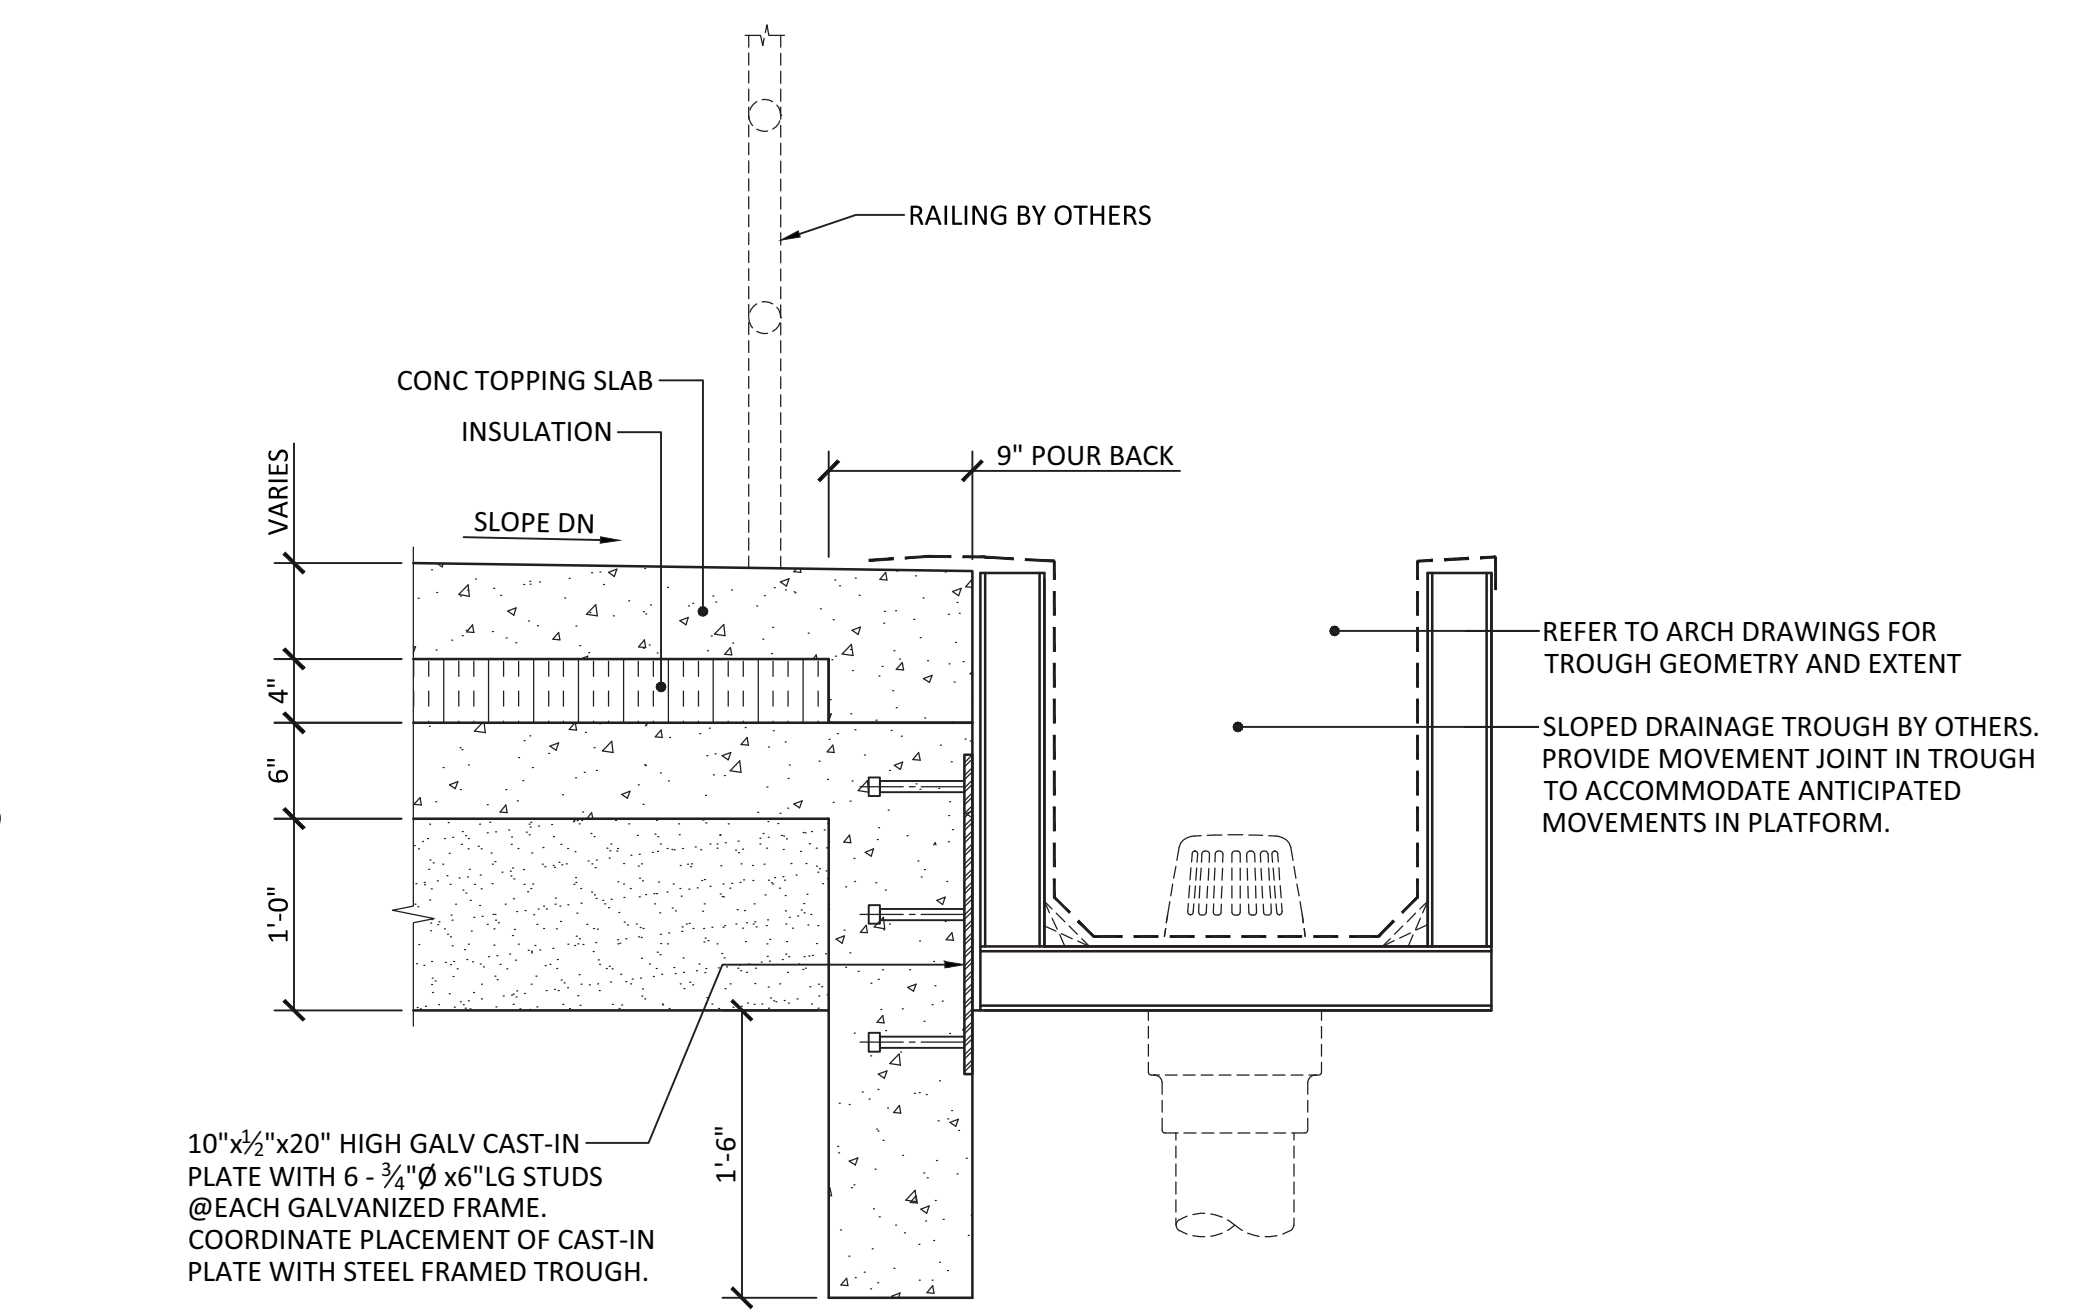 RAILING BY OTHERS
CONC TOPPING SLAB
INSULATION
9" POUR BACK
VARIES
SLOPE DN
4"
6"
1'-0"
1'-6"
REFER TO ARCH DRAWINGS FOR
TROUGH GEOMETRY AND EXTENT
SLOPED DRAINAGE TROUGH BY OTHERS.
PROVIDE MOVEMENT JOINT IN TROUGH
TO ACCOMMODATE ANTICIPATED
MOVEMENTS IN PLATFORM.
10"x½"x20" HIGH GALV CAST-IN
PLATE WITH 6 - ¾"Ø x6"LG STUDS
@EACH GALVANIZED FRAME.
COORDINATE PLACEMENT OF CAST-IN
PLATE WITH STEEL FRAMED TROUGH.